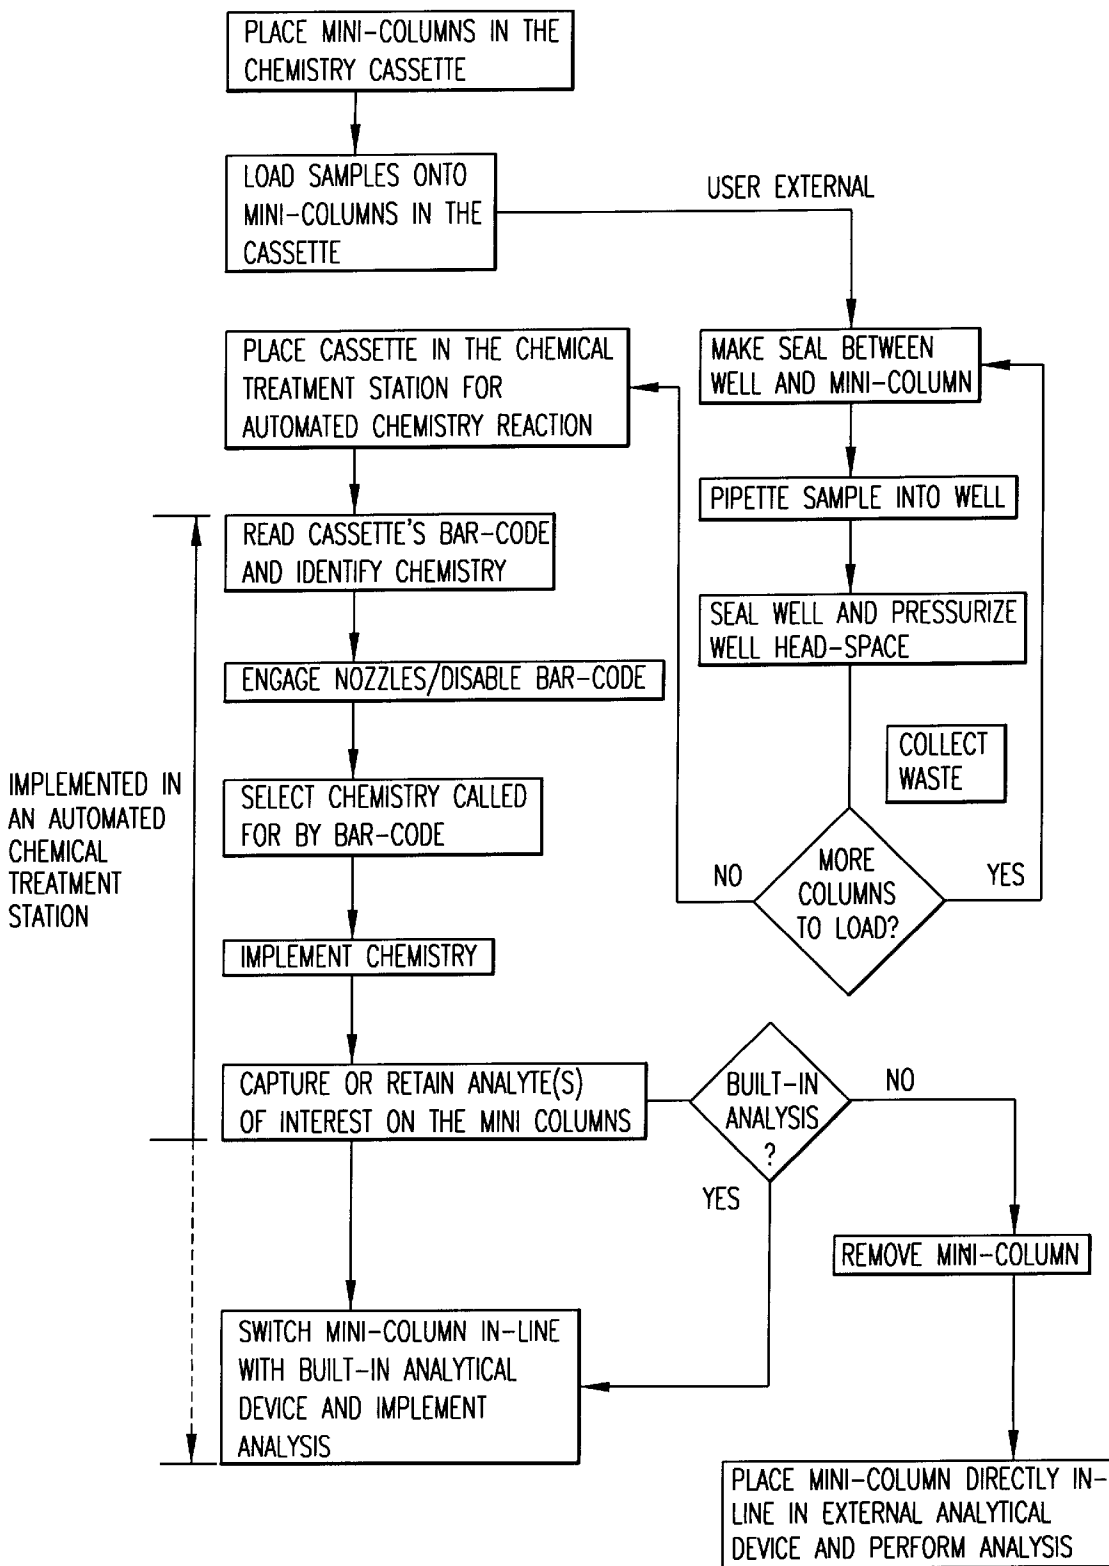 PLACE MINI-COLUMNS IN THE
CHEMISTRY CASSETTE
LOAD SAMPLES ONTO
MINI-COLUMNS IN THE
CASSETTE
USER EXTERNAL
PLACE CASSETTE IN THE CHEMICAL
TREATMENT STATION FOR
AUTOMATED CHEMISTRY REACTION
MAKE SEAL BETWEEN
WELL AND MINI-COLUMN
PIPETTE SAMPLE INTO WELL
READ CASSETTE'S BAR-CODE
AND IDENTIFY CHEMISTRY
SEAL WELL AND PRESSURIZE
WELL HEAD-SPACE
ENGAGE NOZZLES/DISABLE BAR-CODE
COLLECT
WASTE
IMPLEMENTED IN
AN AUTOMATED
CHEMICAL
TREATMENT
STATION
SELECT CHEMISTRY CALLED
FOR BY BAR-CODE
NO
MORE
COLUMNS
TO LOAD?
YES
IMPLEMENT CHEMISTRY
CAPTURE OR RETAIN ANALYTE(S)
OF INTEREST ON THE MINI COLUMNS
BUILT-IN
ANALYSIS
?
NO
YES
REMOVE MINI-COLUMN
SWITCH MINI-COLUMN IN-LINE
WITH BUILT-IN ANALYTICAL
DEVICE AND IMPLEMENT
ANALYSIS
PLACE MINI-COLUMN DIRECTLY IN-
LINE IN EXTERNAL ANALYTICAL
DEVICE AND PERFORM ANALYSIS